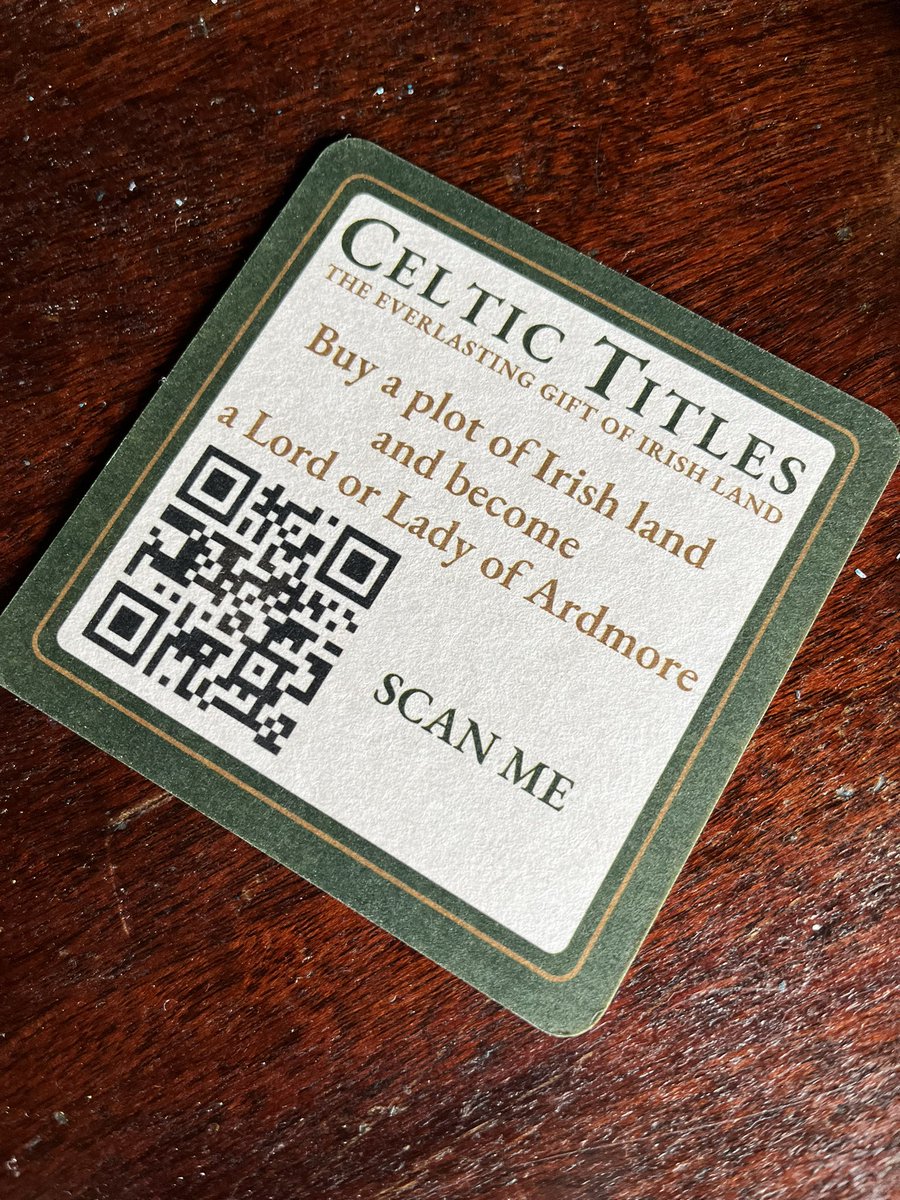 CELTIC TITLES
THE EVERLASTING GIFT OF IRISH LAND
Buy a plot of Irish land
and become
a Lord or Lady of Ardmore
SCAN ME